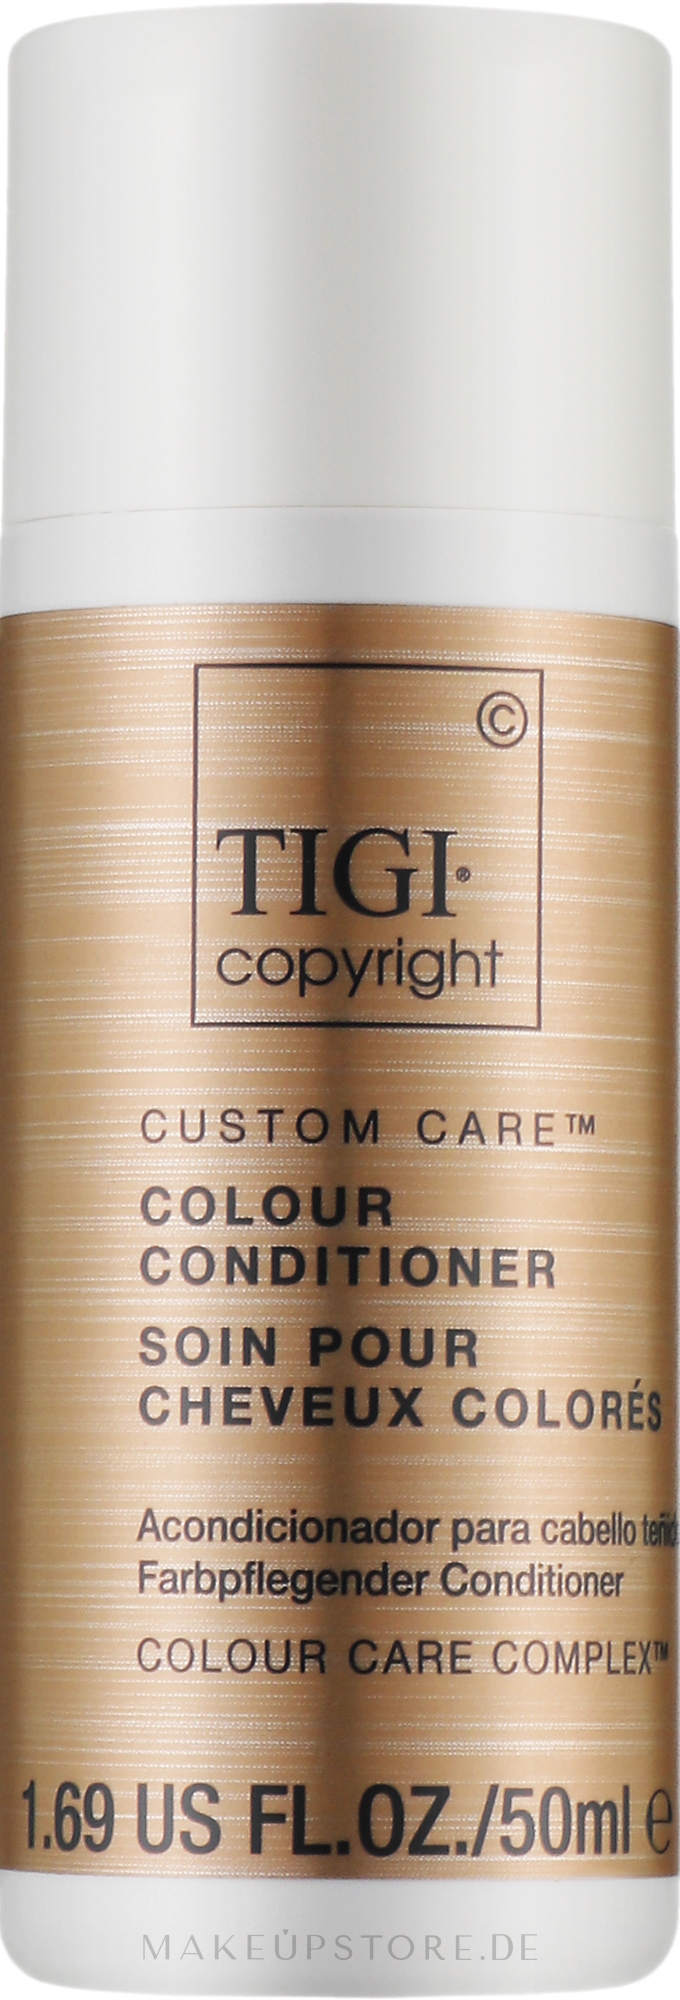 ©
TIGI®
copyright
CUSTOM CARE™
COLOUR
CONDITIONER
SOIN POUR
CHEVEUX COLORÉS
Acondicionador para cabello
Farbpflegender Conditioner
COLOUR CARE COMPLEX™
1.69 US FL.OZ./50ml ℮
MAKEUPSTORE.DE